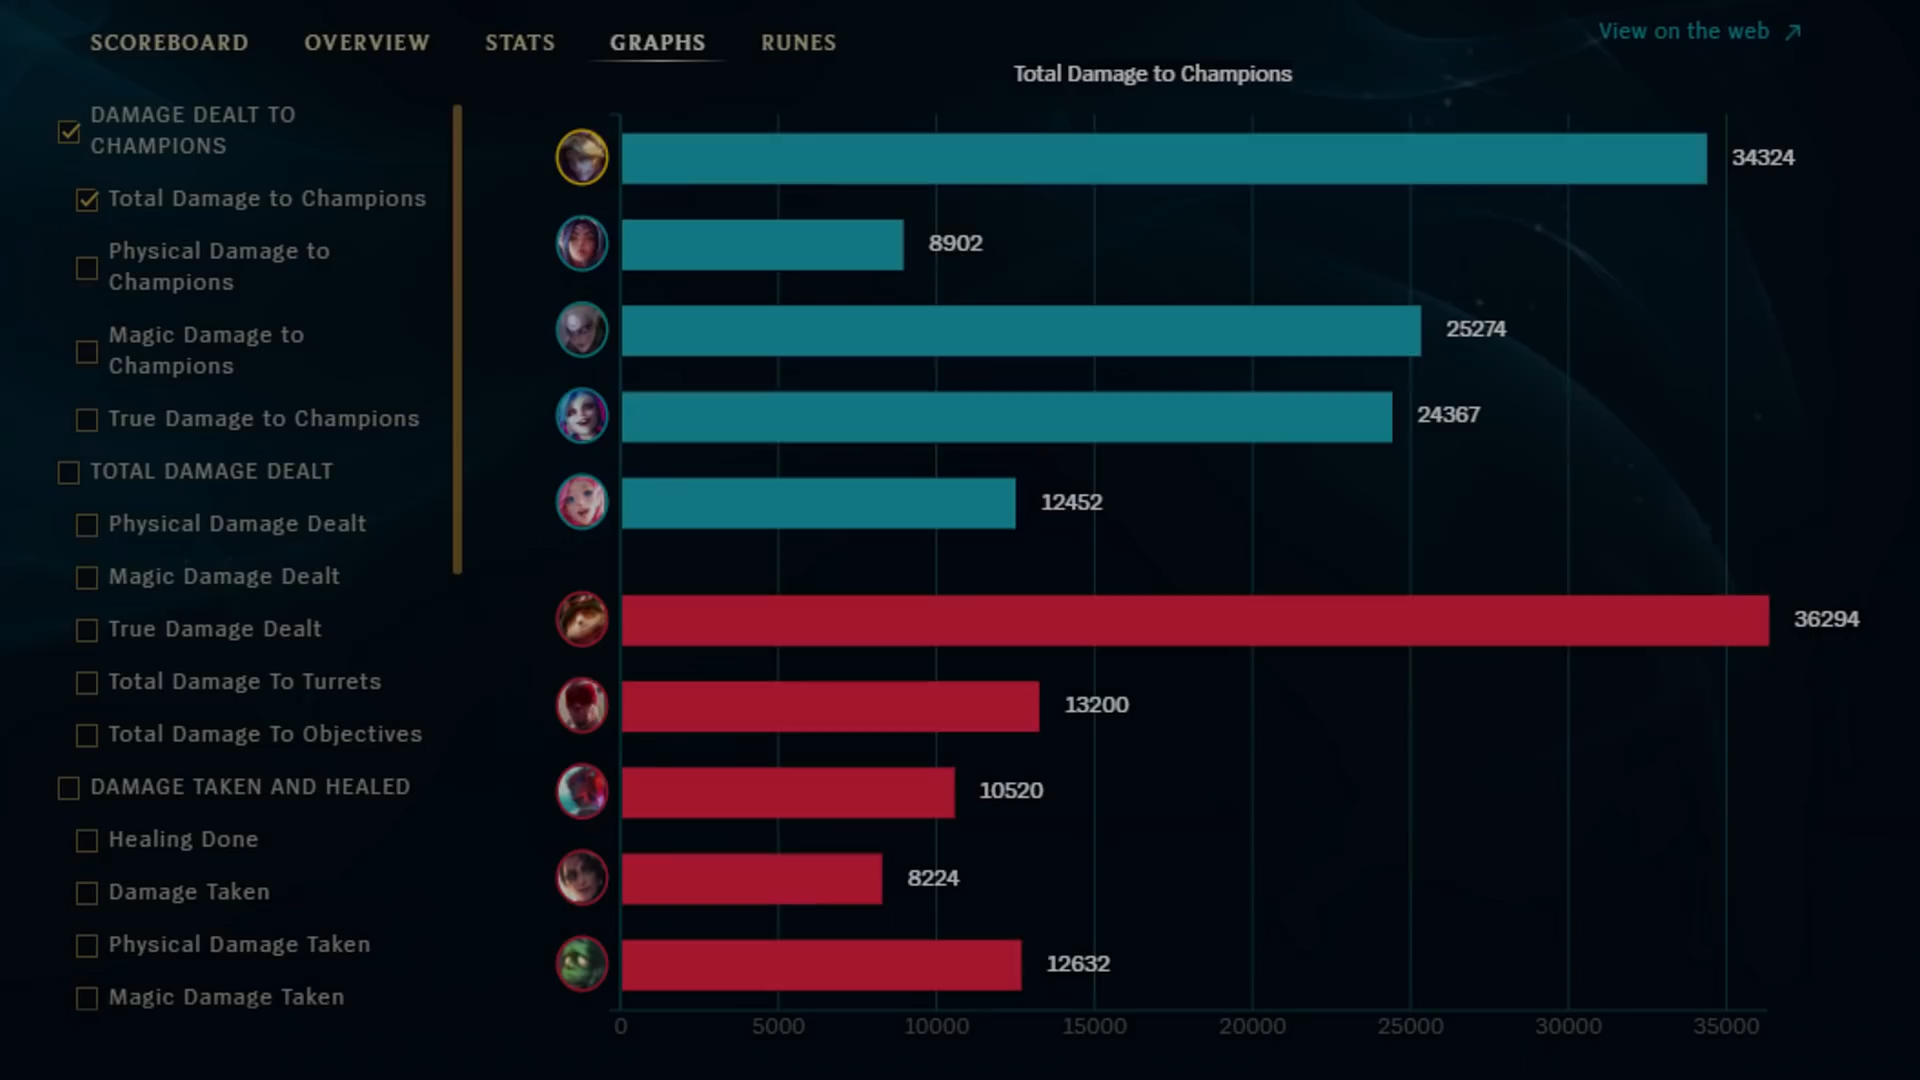 SCOREBOARD OVERVIEW STATS GRAPHS RUNES
View on the web
Total Damage to Champions
DAMAGE DEALT TO
CHAMPIONS
Total Damage to Champions
Physical Damage to
Champions
Magic Damage to
Champions
True Damage to Champions
TOTAL DAMAGE DEALT
Physical Damage Dealt
Magic Damage Dealt
True Damage Dealt
Total Damage To Turrets
Total Damage To Objectives
DAMAGE TAKEN AND HEALED
Healing Done
Damage Taken
Physical Damage Taken
Magic Damage Taken
34324
8902
25274
24367
12452
36294
13200
10520
8224
12632
0 5000 10000 15000 20000 25000 30000 35000